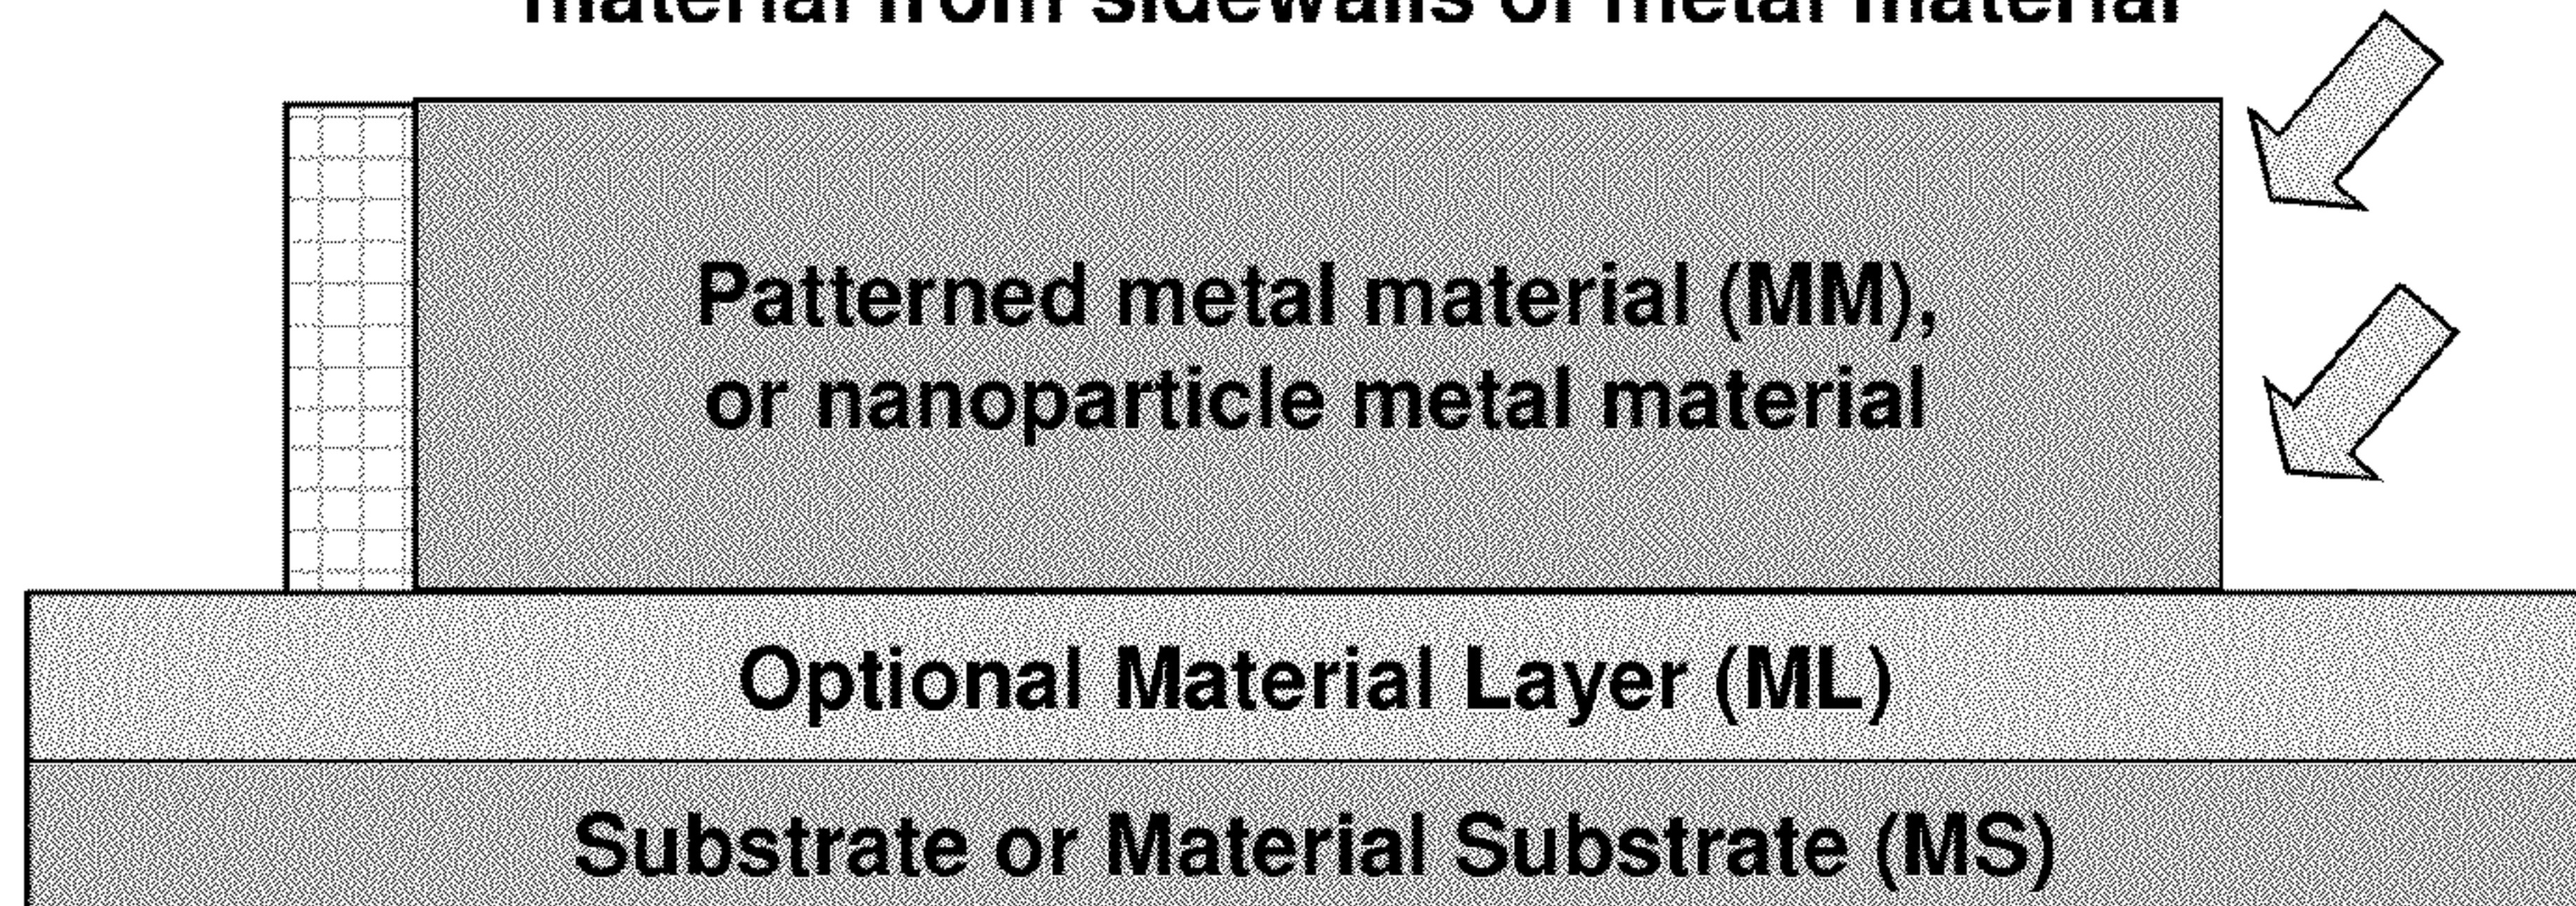 material from sidewalls of metal material
Patterned metal material (MM),
or nanoparticle metal material
Optional Material Layer (ML)
Substrate or Material Substrate (MS)